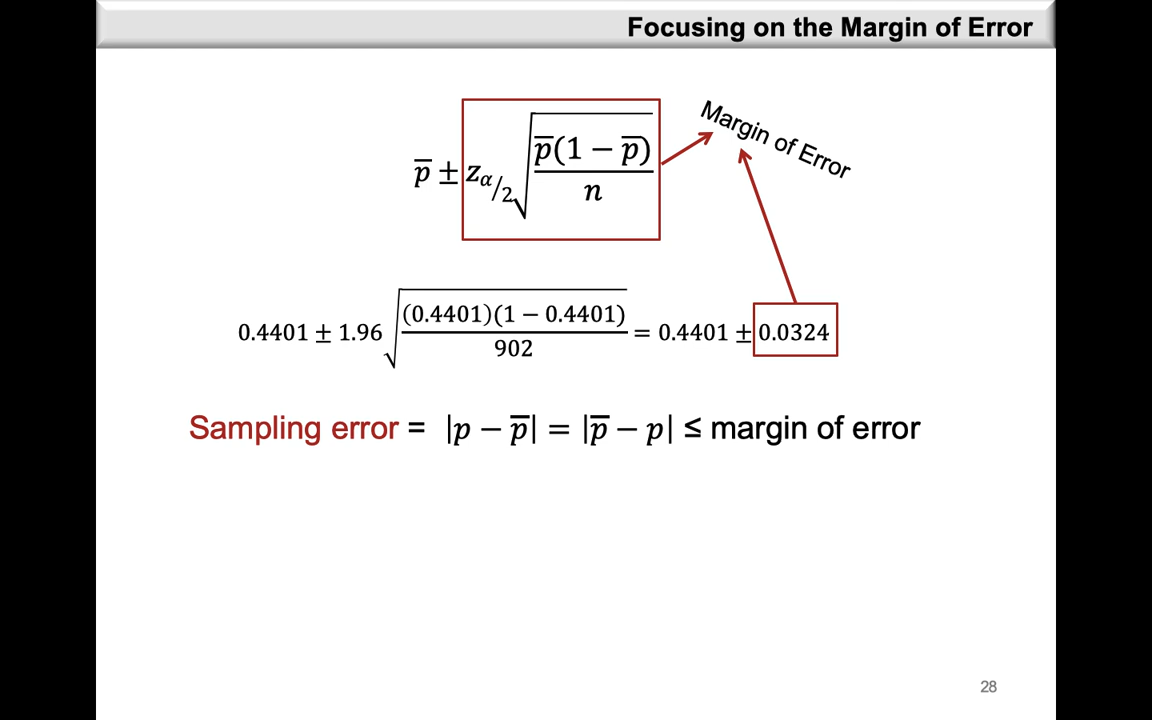 Focusing on the Margin of Error
Margin of Error
p̅ ± z_{α/2} √(p̅(1 − p̅)/n)
0.4401 ± 1.96 √((0.4401)(1 − 0.4401)/902) = 0.4401 ± 0.0324
Sampling error = |p − p̅| = |p̅ − p| ≤ margin of error
28